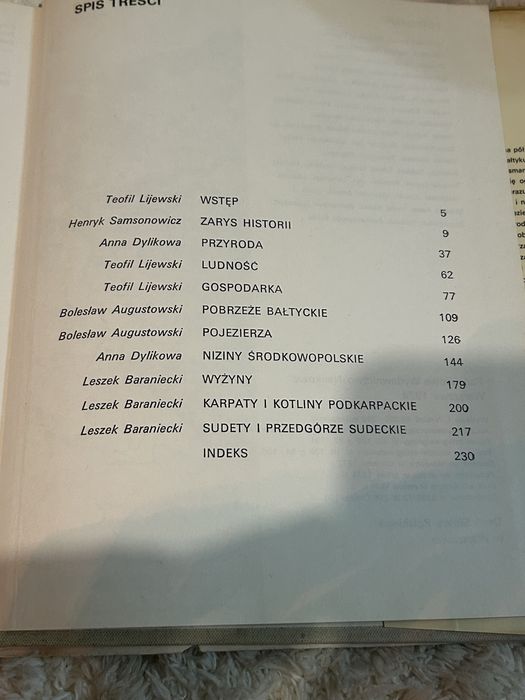 SPIS TREŚCI
Teofil Lijewski WSTĘP 5
Henryk Samsonowicz ZARYS HISTORII 9
Anna Dylikowa PRZYRODA 37
Teofil Lijewski LUDNOŚĆ 62
Teofil Lijewski GOSPODARKA 77
Bolesław Augustowski POBRZEŻE BAŁTYCKIE 109
Bolesław Augustowski POJEZIERZA 126
Anna Dylikowa NIZINY ŚRODKOWOPOLSKIE 144
Leszek Baraniecki WYŻYNY 179
Leszek Baraniecki KARPATY I KOTLINY PODKARPACKIE 200
Leszek Baraniecki SUDETY I PRZEDGÓRZE SUDECKIE 217
INDEKS 230